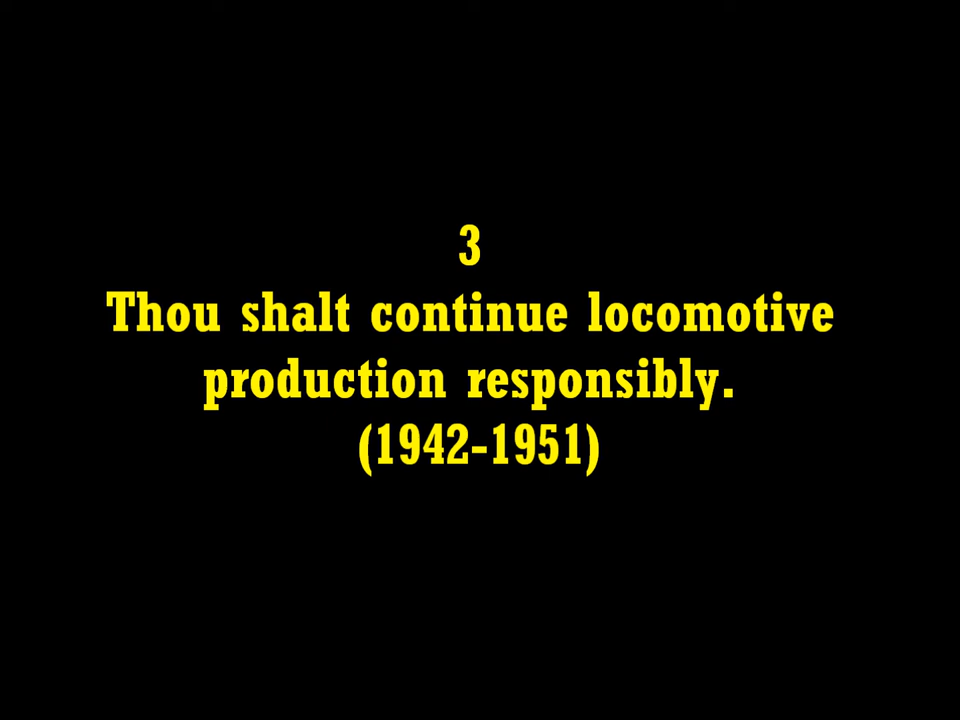 3
Thou shalt continue locomotive
production responsibly.
(1942-1951)